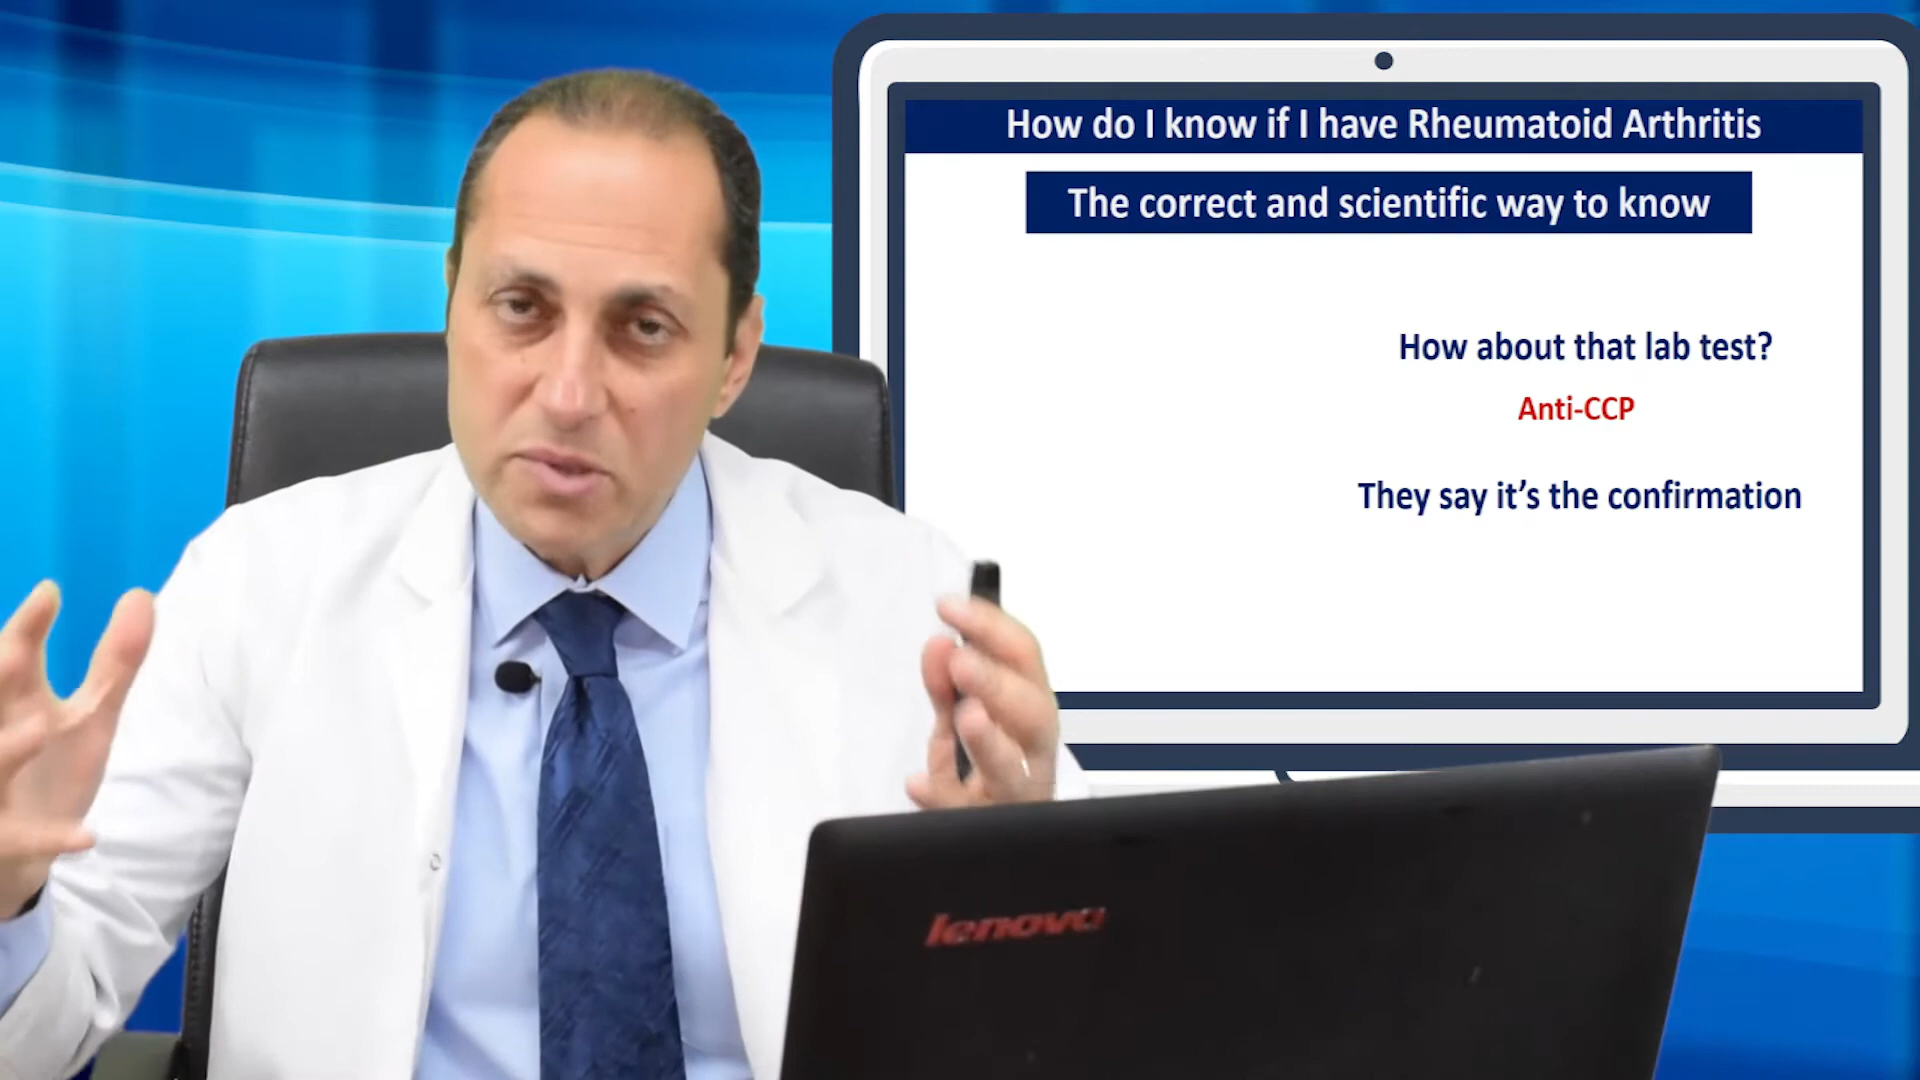 How do I know if I have Rheumatoid Arthritis
The correct and scientific way to know
How about that lab test?
Anti-CCP
They say it's the confirmation
lenovo